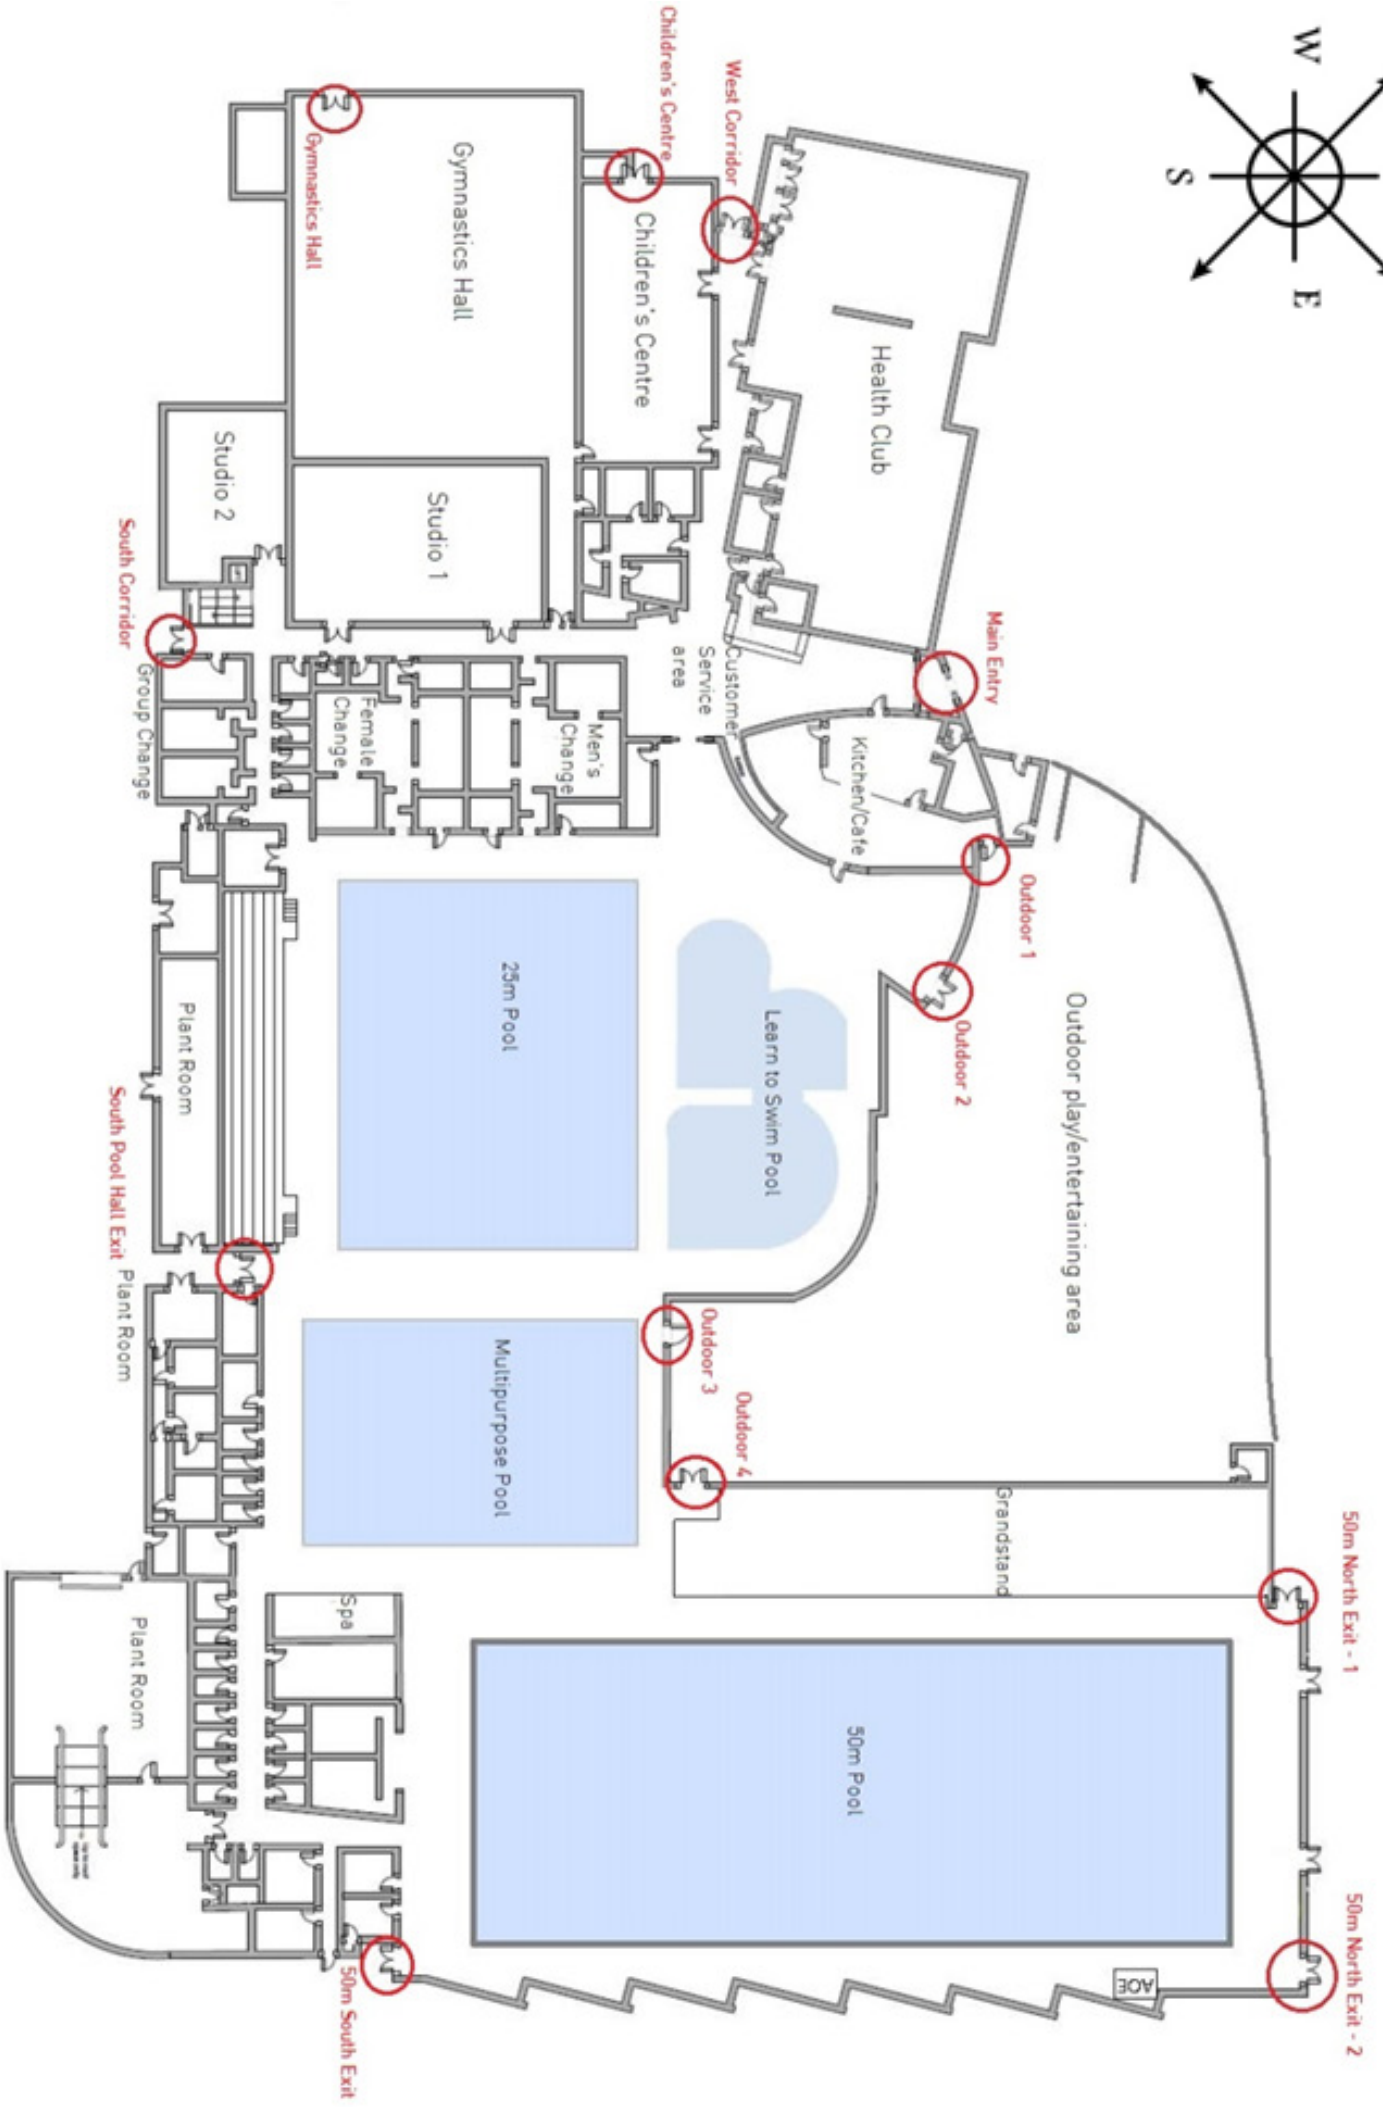 50m North Exit - 1
50m North Exit - 2
W
E
S
Main Entry
Outdoor 1
Outdoor 2
Outdoor play/entertaining area
Grandstand
Health Club
Kitchen/Cafe
50m Pool
West Corridor
Customer
Service
area
Learn to Swim Pool
Outdoor 4
Outdoor 3
Children's Centre
Children's Centre
Men's
Change
Gymnastics Hall
Studio 1
25m Pool
Multipurpose Pool
Female
Change
Spa
50m South Exit
Gymnastics Hall
Studio 2
Plant Room
Group Change
Plant Room
South Corridor
South Pool Hall Exit
Plant Room